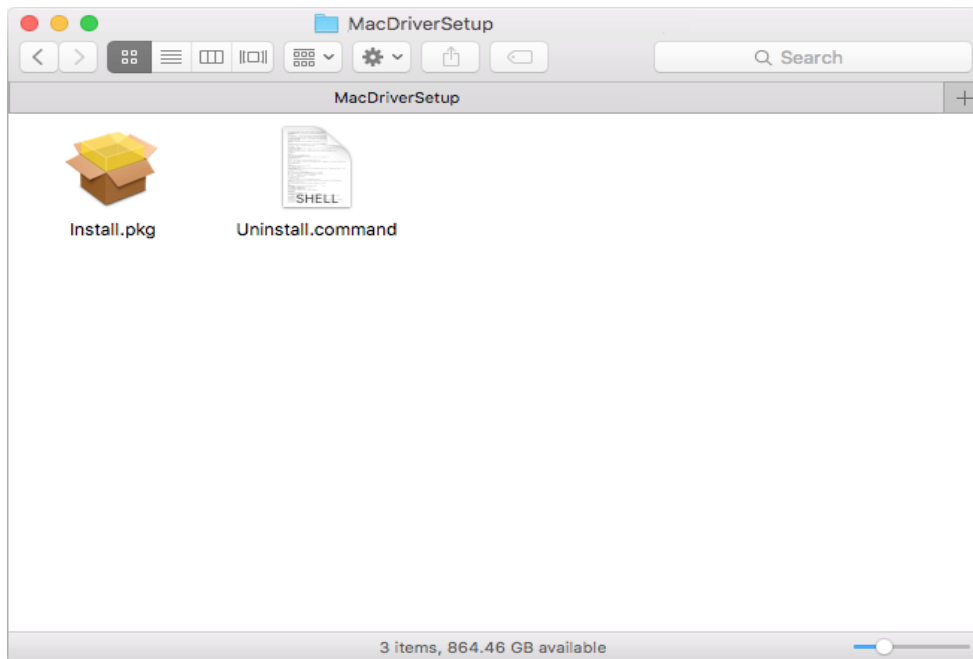 MacDriverSetup
Search
MacDriverSetup
SHELL
Install.pkg
Uninstall.command
3 items, 864.46 GB available